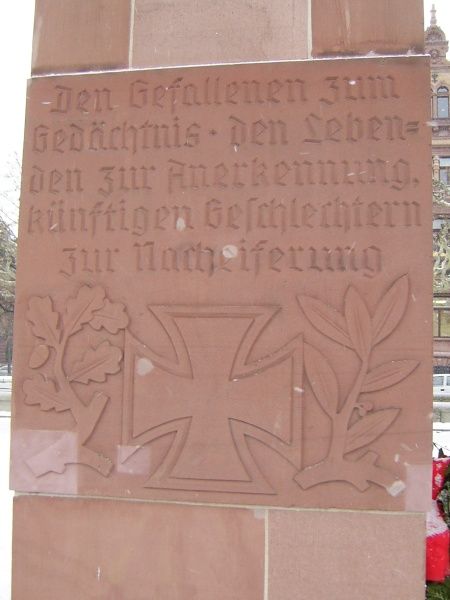 Den Gefallenen zum
Gedächtnis · den Leben=
den zur Anerkennung.
künftigen Geschlechtern
zur Nacheiferung